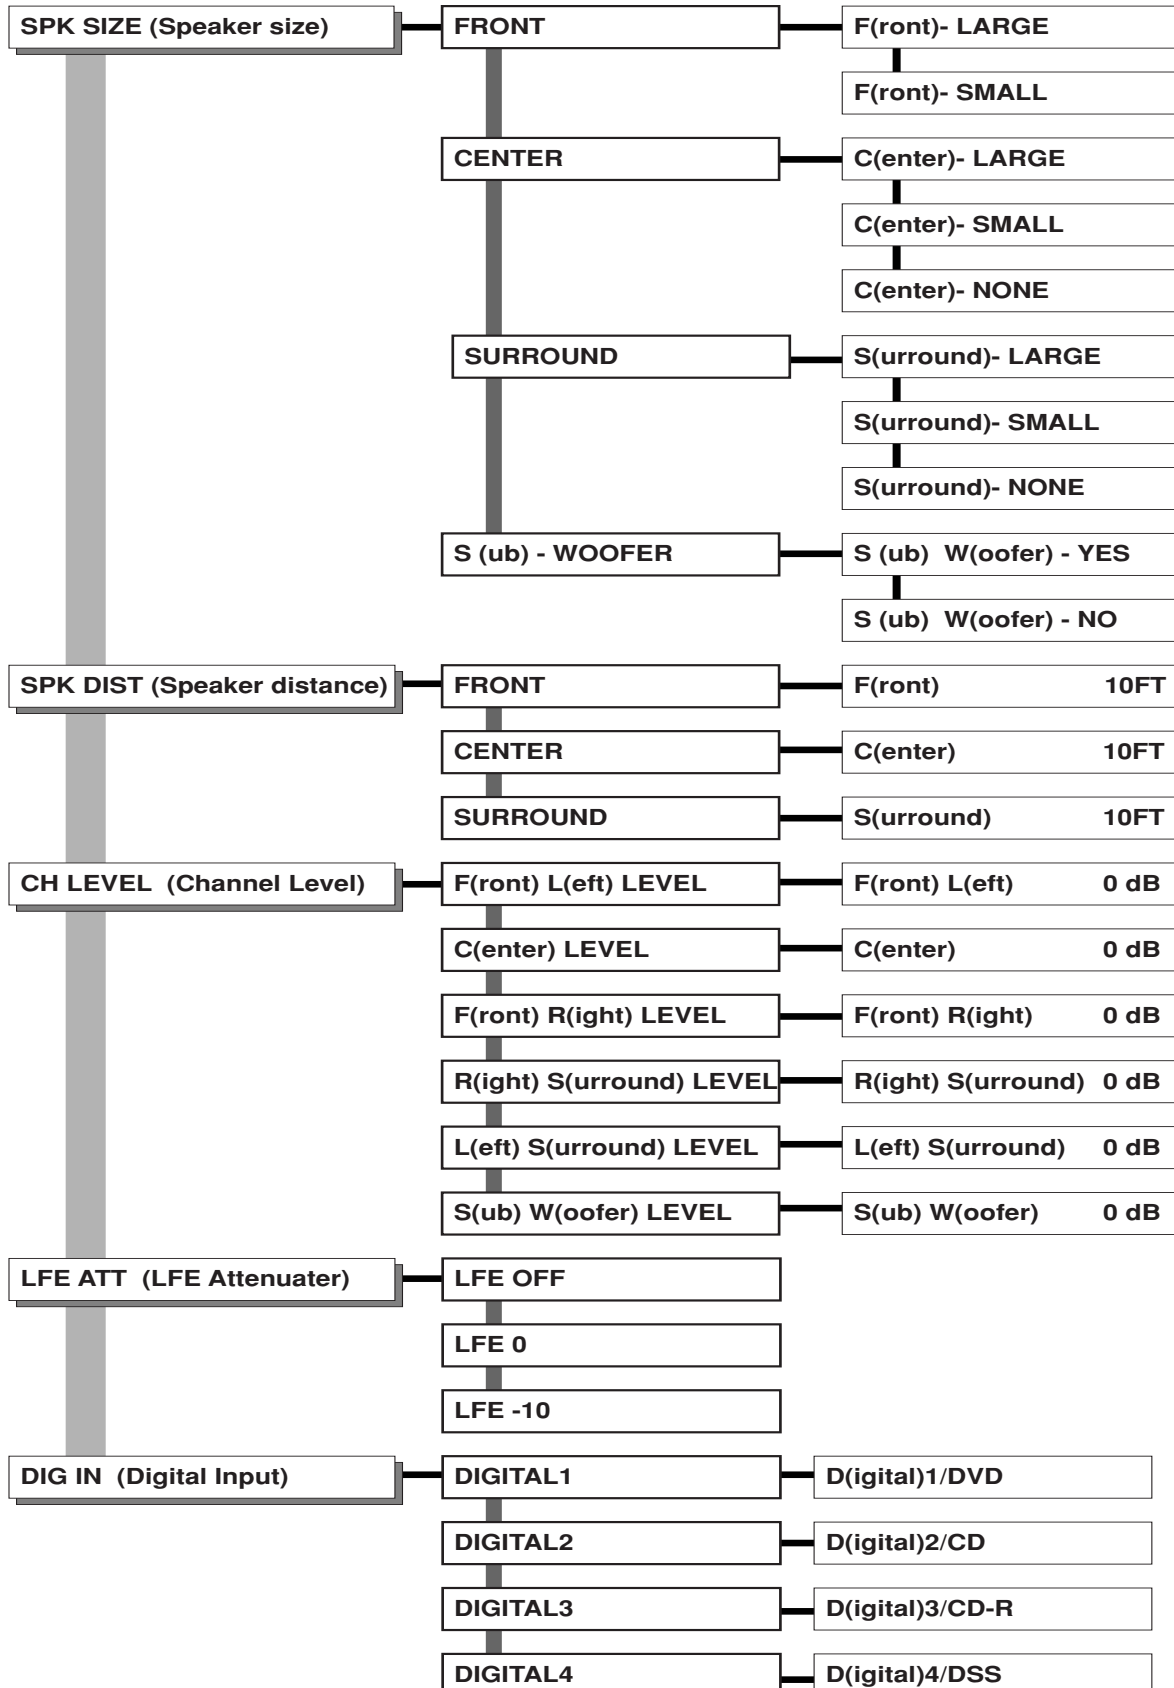 SPK SIZE (Speaker size) FRONT F(ront)- LARGE
F(ront)- SMALL
CENTER C(enter)- LARGE
C(enter)- SMALL
C(enter)- NONE
SURROUND S(urround)- LARGE
S(urround)- SMALL
S(urround)- NONE
S (ub) - WOOFER S (ub) W(oofer) - YES
S (ub) W(oofer) - NO
SPK DIST (Speaker distance) FRONT F(ront) 10FT
CENTER C(enter) 10FT
SURROUND S(urround) 10FT
CH LEVEL (Channel Level) F(ront) L(eft) LEVEL F(ront) L(eft) 0 dB
C(enter) LEVEL C(enter) 0 dB
F(ront) R(ight) LEVEL F(ront) R(ight) 0 dB
R(ight) S(urround) LEVEL R(ight) S(urround) 0 dB
L(eft) S(urround) LEVEL L(eft) S(urround) 0 dB
S(ub) W(oofer) LEVEL S(ub) W(oofer) 0 dB
LFE ATT (LFE Attenuater) LFE OFF
LFE 0
LFE -10
DIG IN (Digital Input) DIGITAL1 D(igital)1/DVD
DIGITAL2 D(igital)2/CD
DIGITAL3 D(igital)3/CD-R
DIGITAL4 D(igital)4/DSS